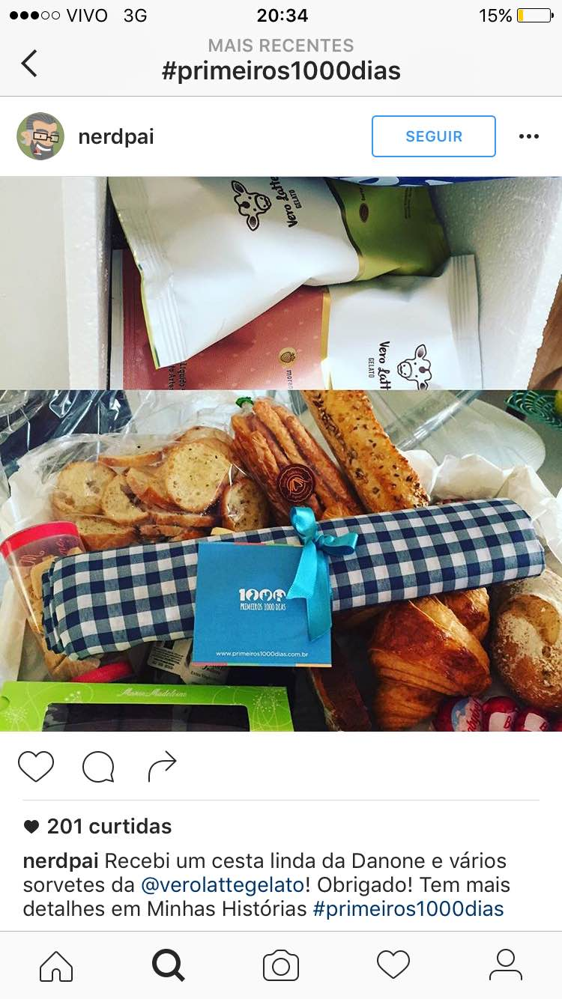 VIVO 3G 20:34 15%
MAIS RECENTES
#primeiros1000dias
nerdpai SEGUIR
Vero Latte
GELATO
Vero Latt
GELATO
1000
PRIMEIROS 1000 DIAS
www.primeiros1000dias.com.br
201 curtidas
nerdpai Recebi um cesta linda da Danone e vários
sorvetes da @verolattegelato! Obrigado! Tem mais
detalhes em Minhas Histórias #primeiros1000dias